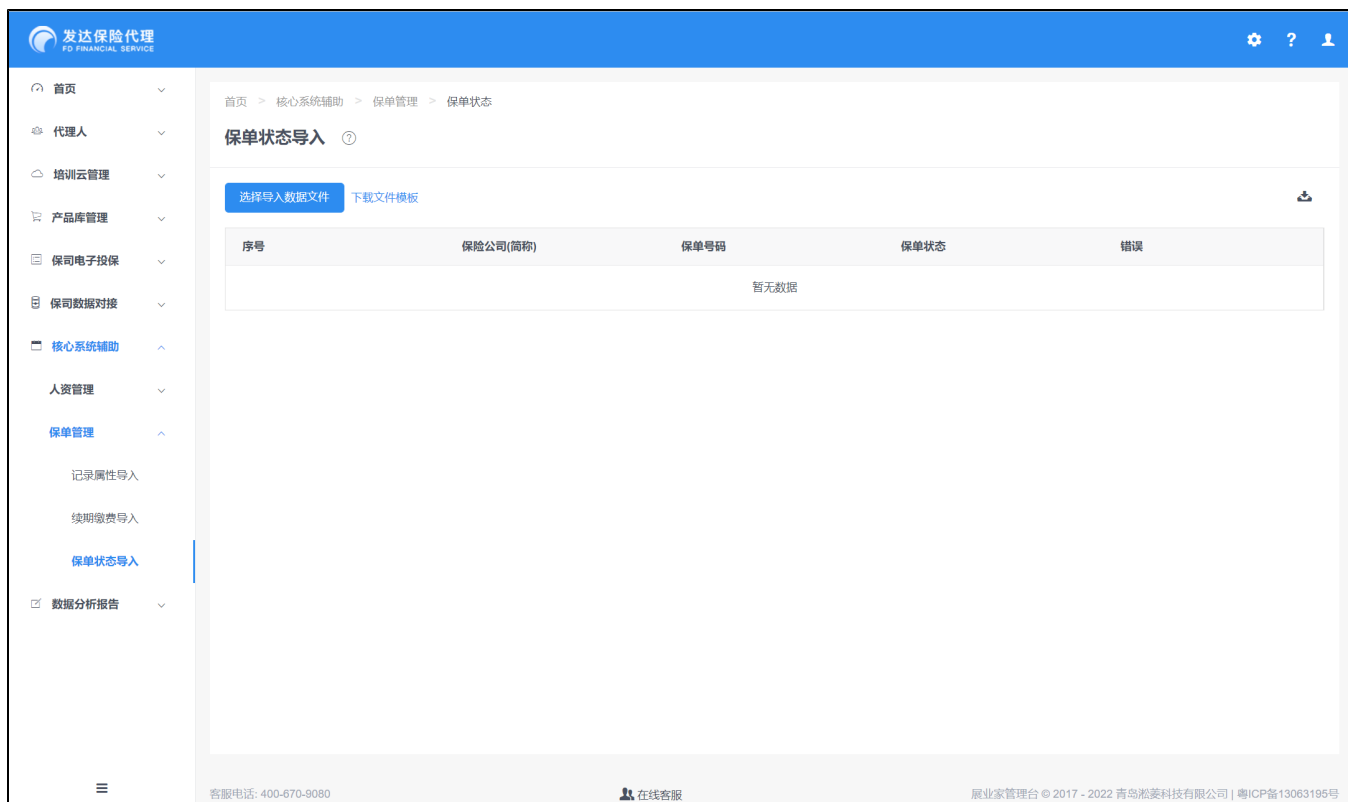 发达保险代理
FD FINANCIAL SERVICE
首页
代理人
培训云管理
产品库管理
保司电子投保
保司数据对接
核心系统辅助
人资管理
保单管理
记录属性导入
续期缴费导入
保单状态导入
数据分析报告
首页 > 核心系统辅助 > 保单管理 > 保单状态
保单状态导入
选择导入数据文件 下载文件模板
序号 保险公司(简称) 保单号码 保单状态 错误
暂无数据
客服电话: 400-670-9080 在线客服 展业家管理台 © 2017 - 2022 青岛淞菱科技有限公司 | 粤ICP备13063195号